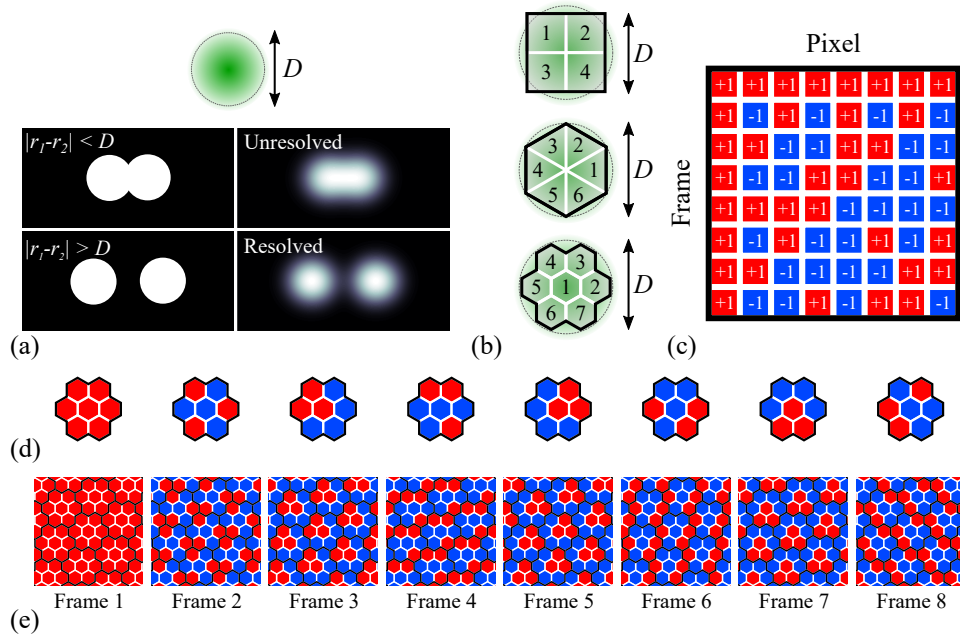 D
|r₁-r₂| < D
Unresolved
|r₁-r₂| > D
Resolved
(a)
1 2
3 4
D
3 2
4 1
5 6
D
4 3
5 1 2
6 7
D
(b)
Pixel
Frame
+1 +1 +1 +1 +1 +1 +1 +1
+1 -1 +1 -1 +1 -1 +1 -1
+1 +1 -1 -1 +1 +1 -1 -1
+1 -1 -1 +1 +1 -1 -1 +1
+1 +1 +1 +1 -1 -1 -1 -1
+1 -1 +1 -1 -1 +1 -1 +1
+1 +1 -1 -1 -1 -1 +1 +1
+1 -1 -1 +1 -1 +1 +1 -1
(c)
(d)
Frame 1 Frame 2 Frame 3 Frame 4 Frame 5 Frame 6 Frame 7 Frame 8
(e)